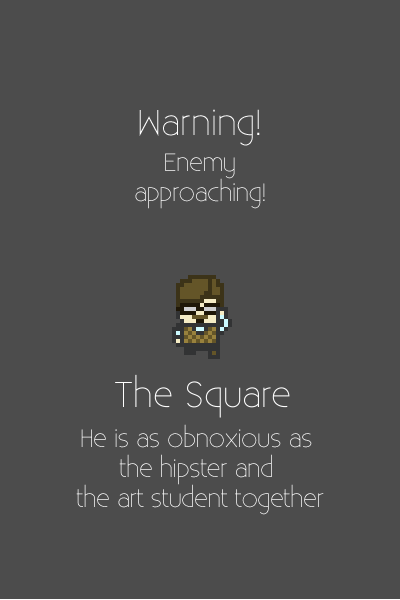 Warning!
Enemy
approaching!
The Square
He is as obnoxious as
the hipster and
the art student together